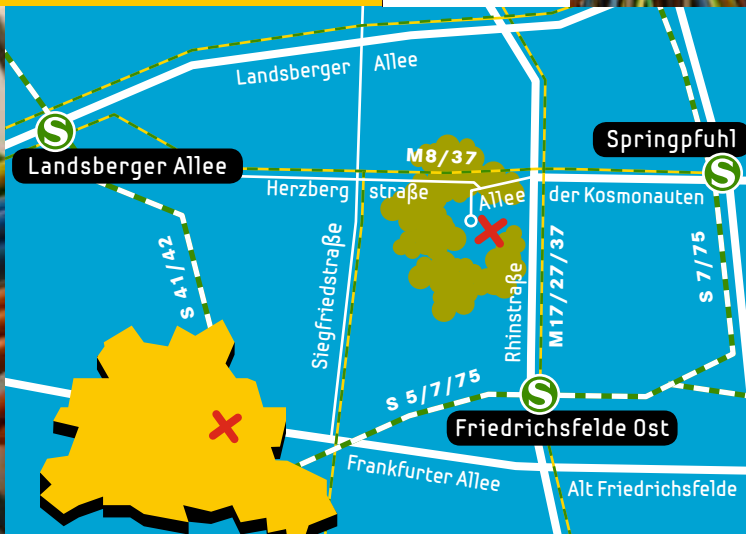 Landsberger Allee
S
Landsberger Allee
Springpfuhl
S
M8/37
Herzberg straße
Allee der Kosmonauten
S 41/42
Siegfriedstraße
Rhinstraße
M17/27/37
S 7/75
S 5/7/75
S
Friedrichsfelde Ost
Frankfurter Allee
Alt Friedrichsfelde